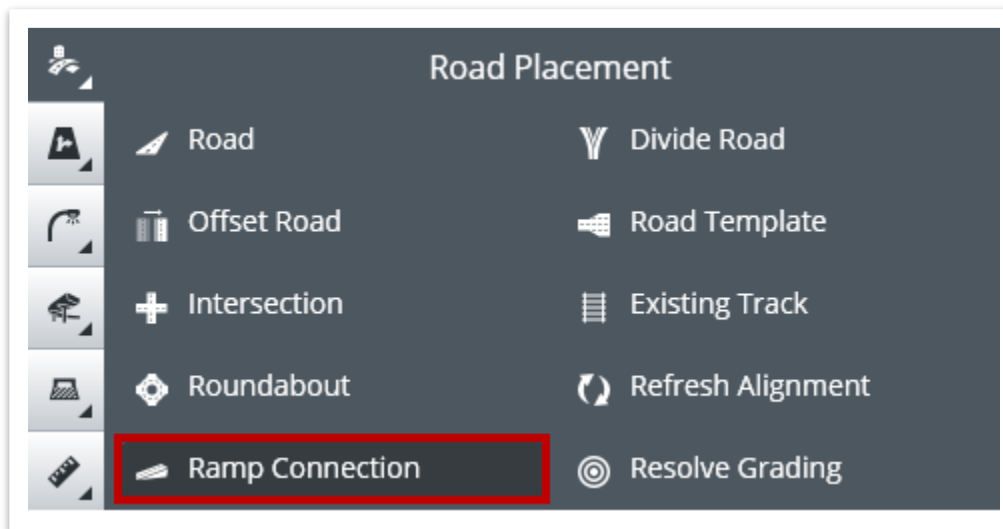 Road Placement
Road
Divide Road
Offset Road
Road Template
Intersection
Existing Track
Roundabout
Refresh Alignment
Ramp Connection
Resolve Grading